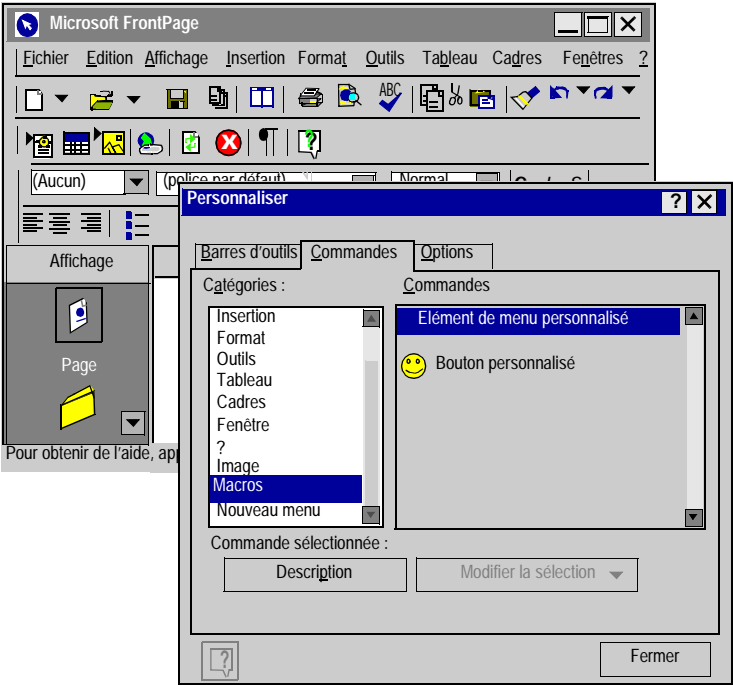 Microsoft FrontPage
Fichier Edition Affichage Insertion Format Outils Tableau Cadres Fenêtres ?
ABC
(Aucun) (police par défaut) Normal
Personnaliser
Barres d'outils Commandes Options
Affichage
Catégories : Commandes
Insertion
Format
Outils
Tableau
Cadres
Fenêtre
?
Image
Macros
Nouveau menu
Elément de menu personnalisé
Bouton personnalisé
Page
Pour obtenir de l'aide, app
Commande sélectionnée :
Description Modifier la sélection
Fermer